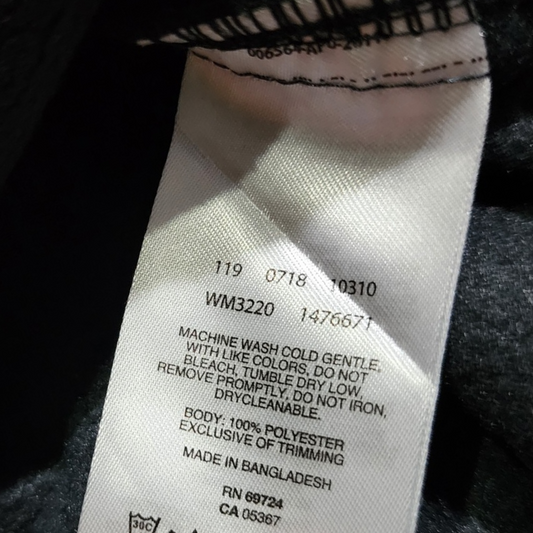 119 0718 10310
WM3220 1476671
MACHINE WASH COLD GENTLE,
WITH LIKE COLORS, DO NOT
BLEACH, TUMBLE DRY LOW,
REMOVE PROMPTLY, DO NOT IRON,
DRYCLEANABLE.
BODY: 100% POLYESTER
EXCLUSIVE OF TRIMMING
MADE IN BANGLADESH
RN 69724
CA 05367
30C